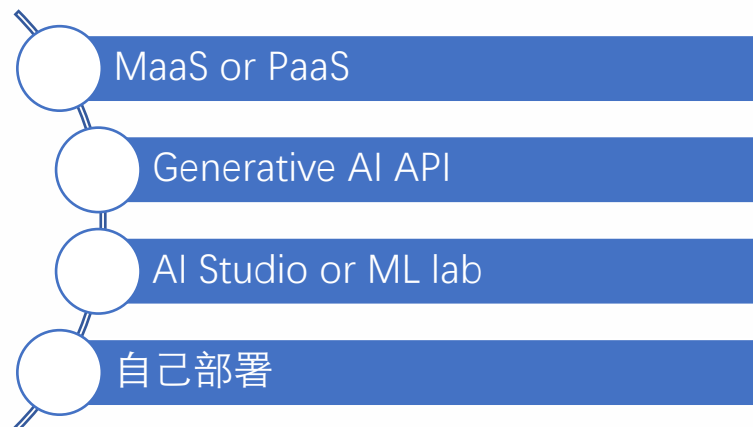 MaaS or PaaS
Generative AI API
AI Studio or ML lab
自己部署